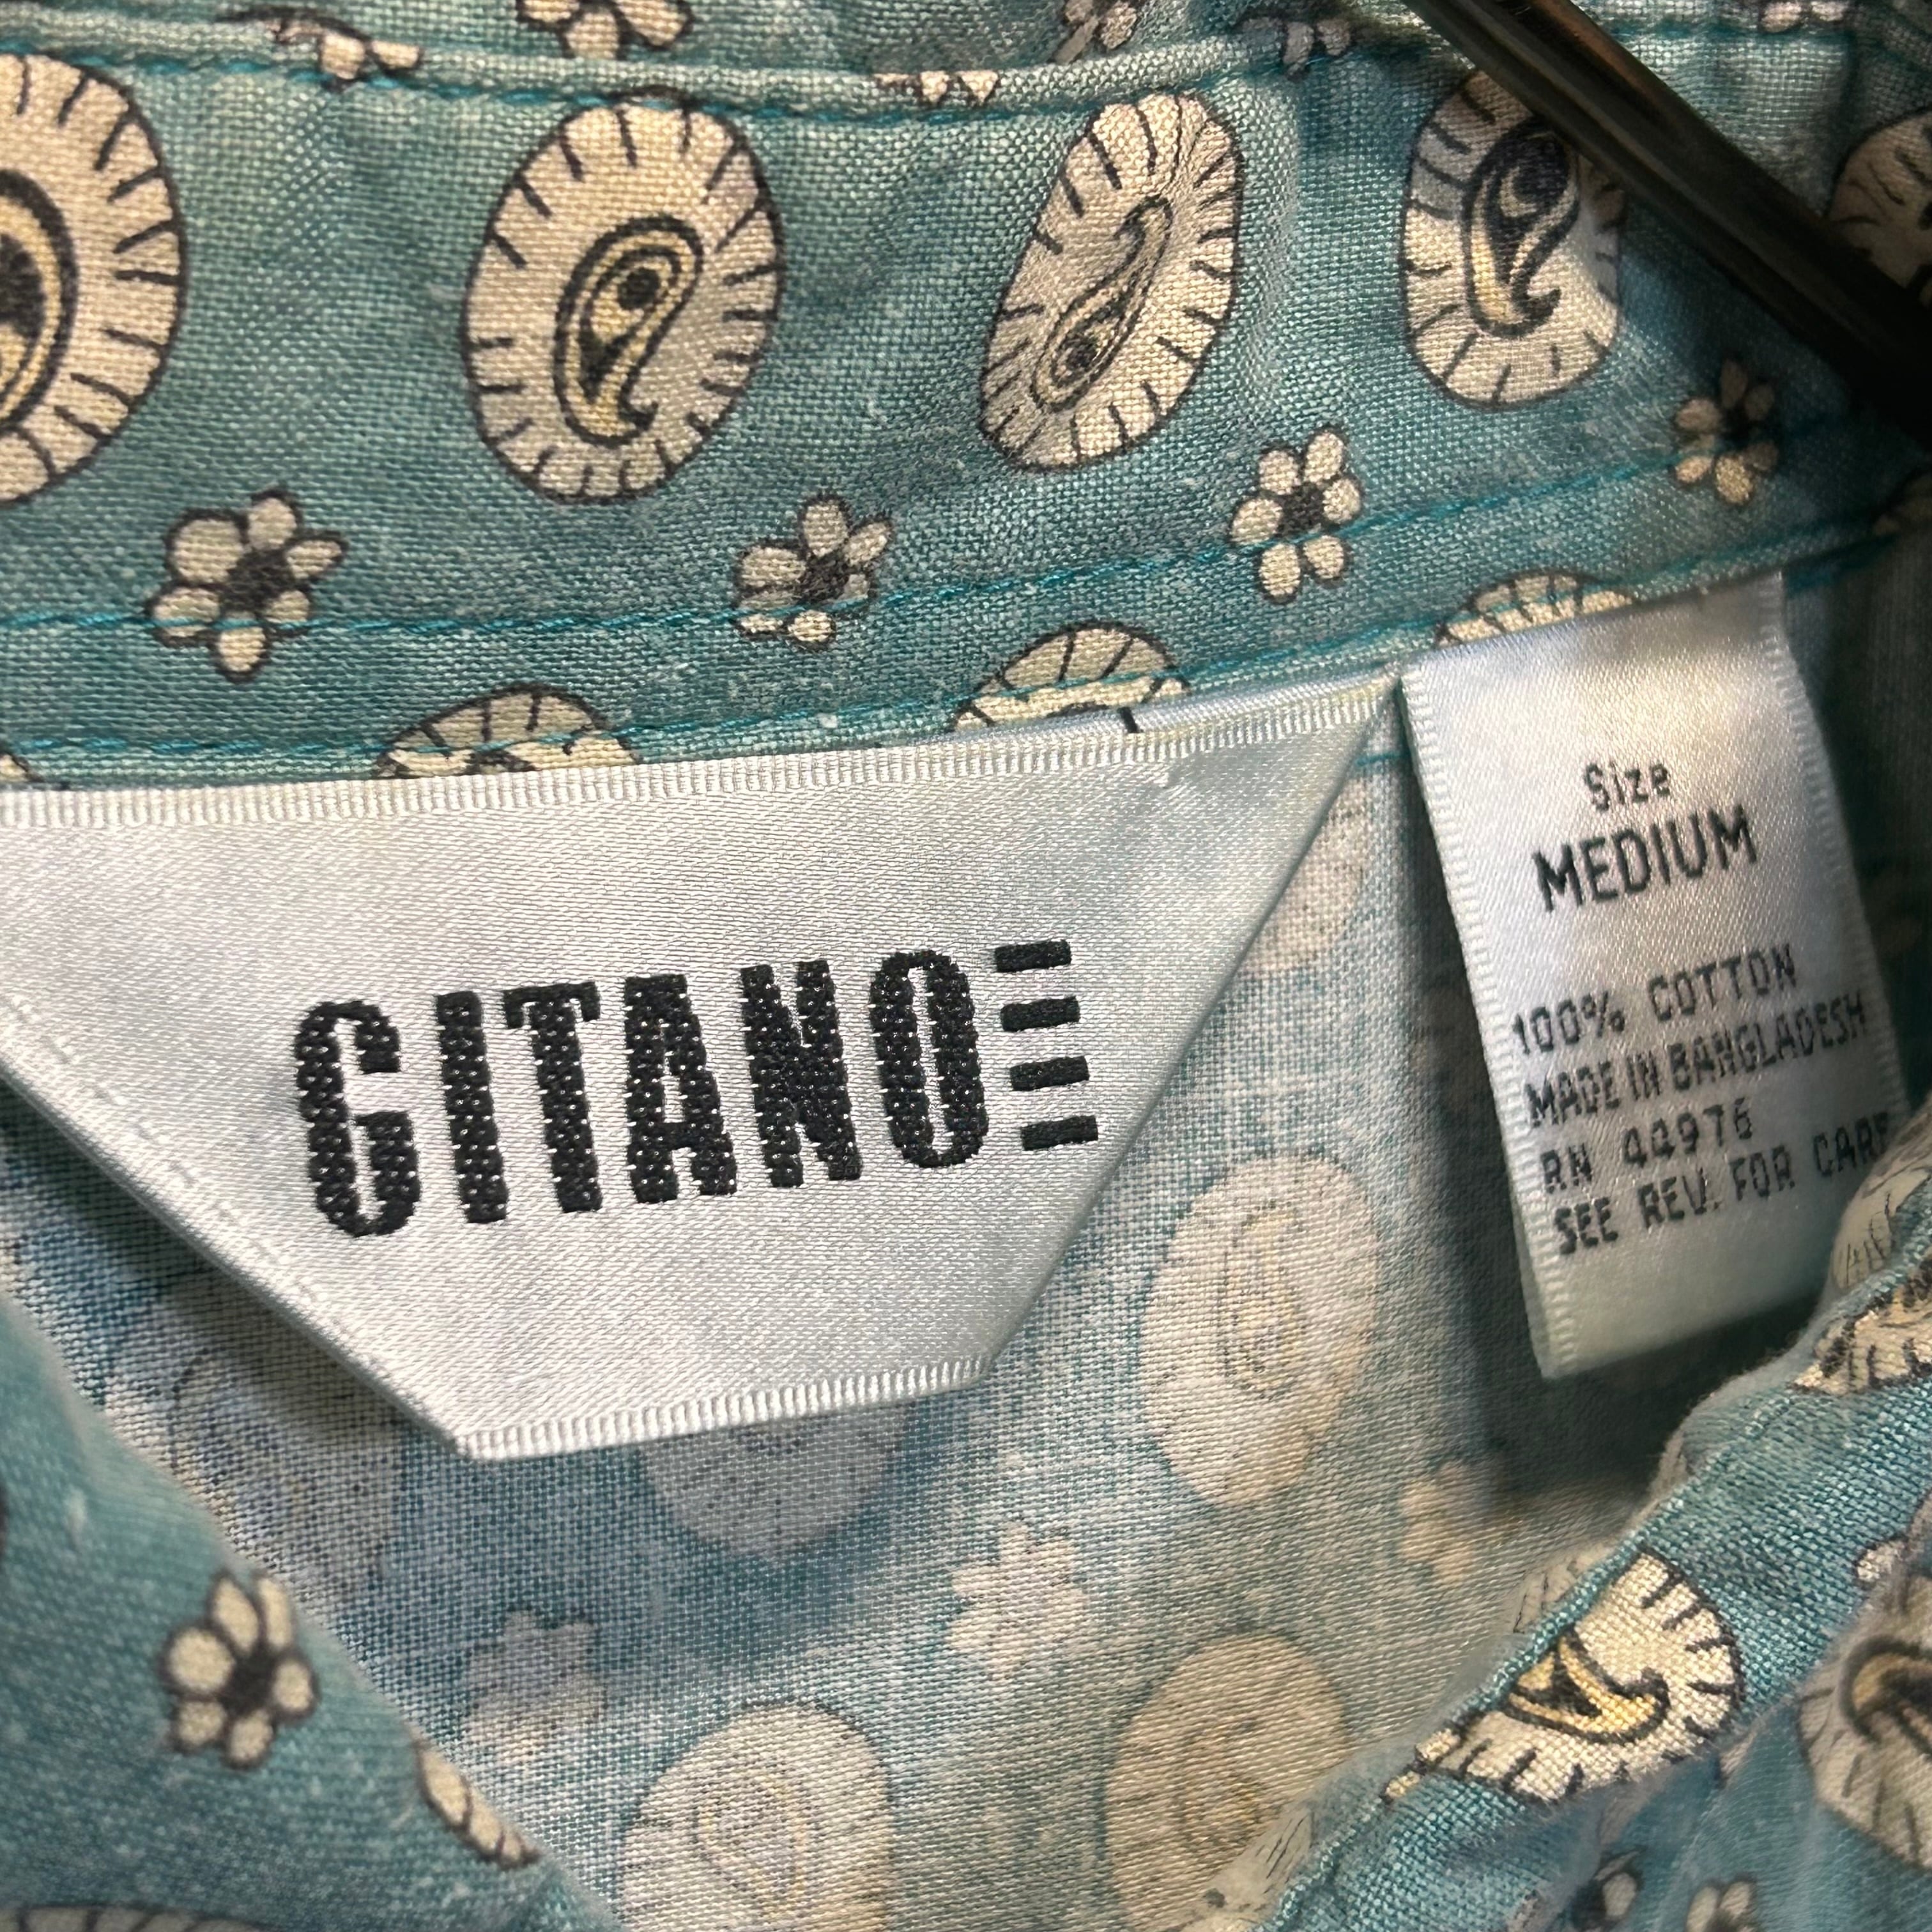 GITANO
Size
MEDIUM
100% COTTON
MADE IN BANGLADESH
RN 44976
SEE REV. FOR CARE